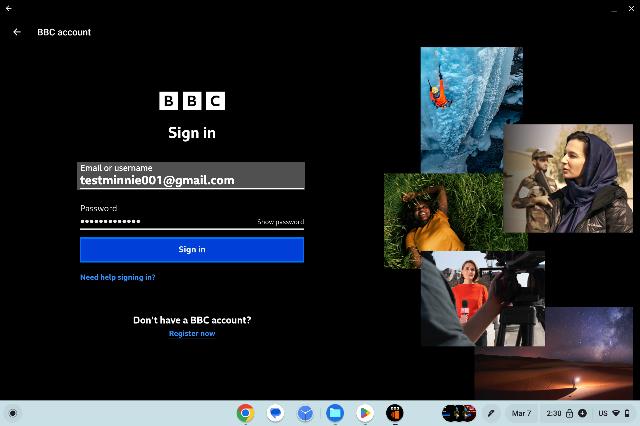 BBC account
BBC
Sign in
Email or username
testminnie001@gmail.com
Password
Show password
Sign in
Need help signing in?
Don't have a BBC account?
Register now
Mar 7
2:30
US